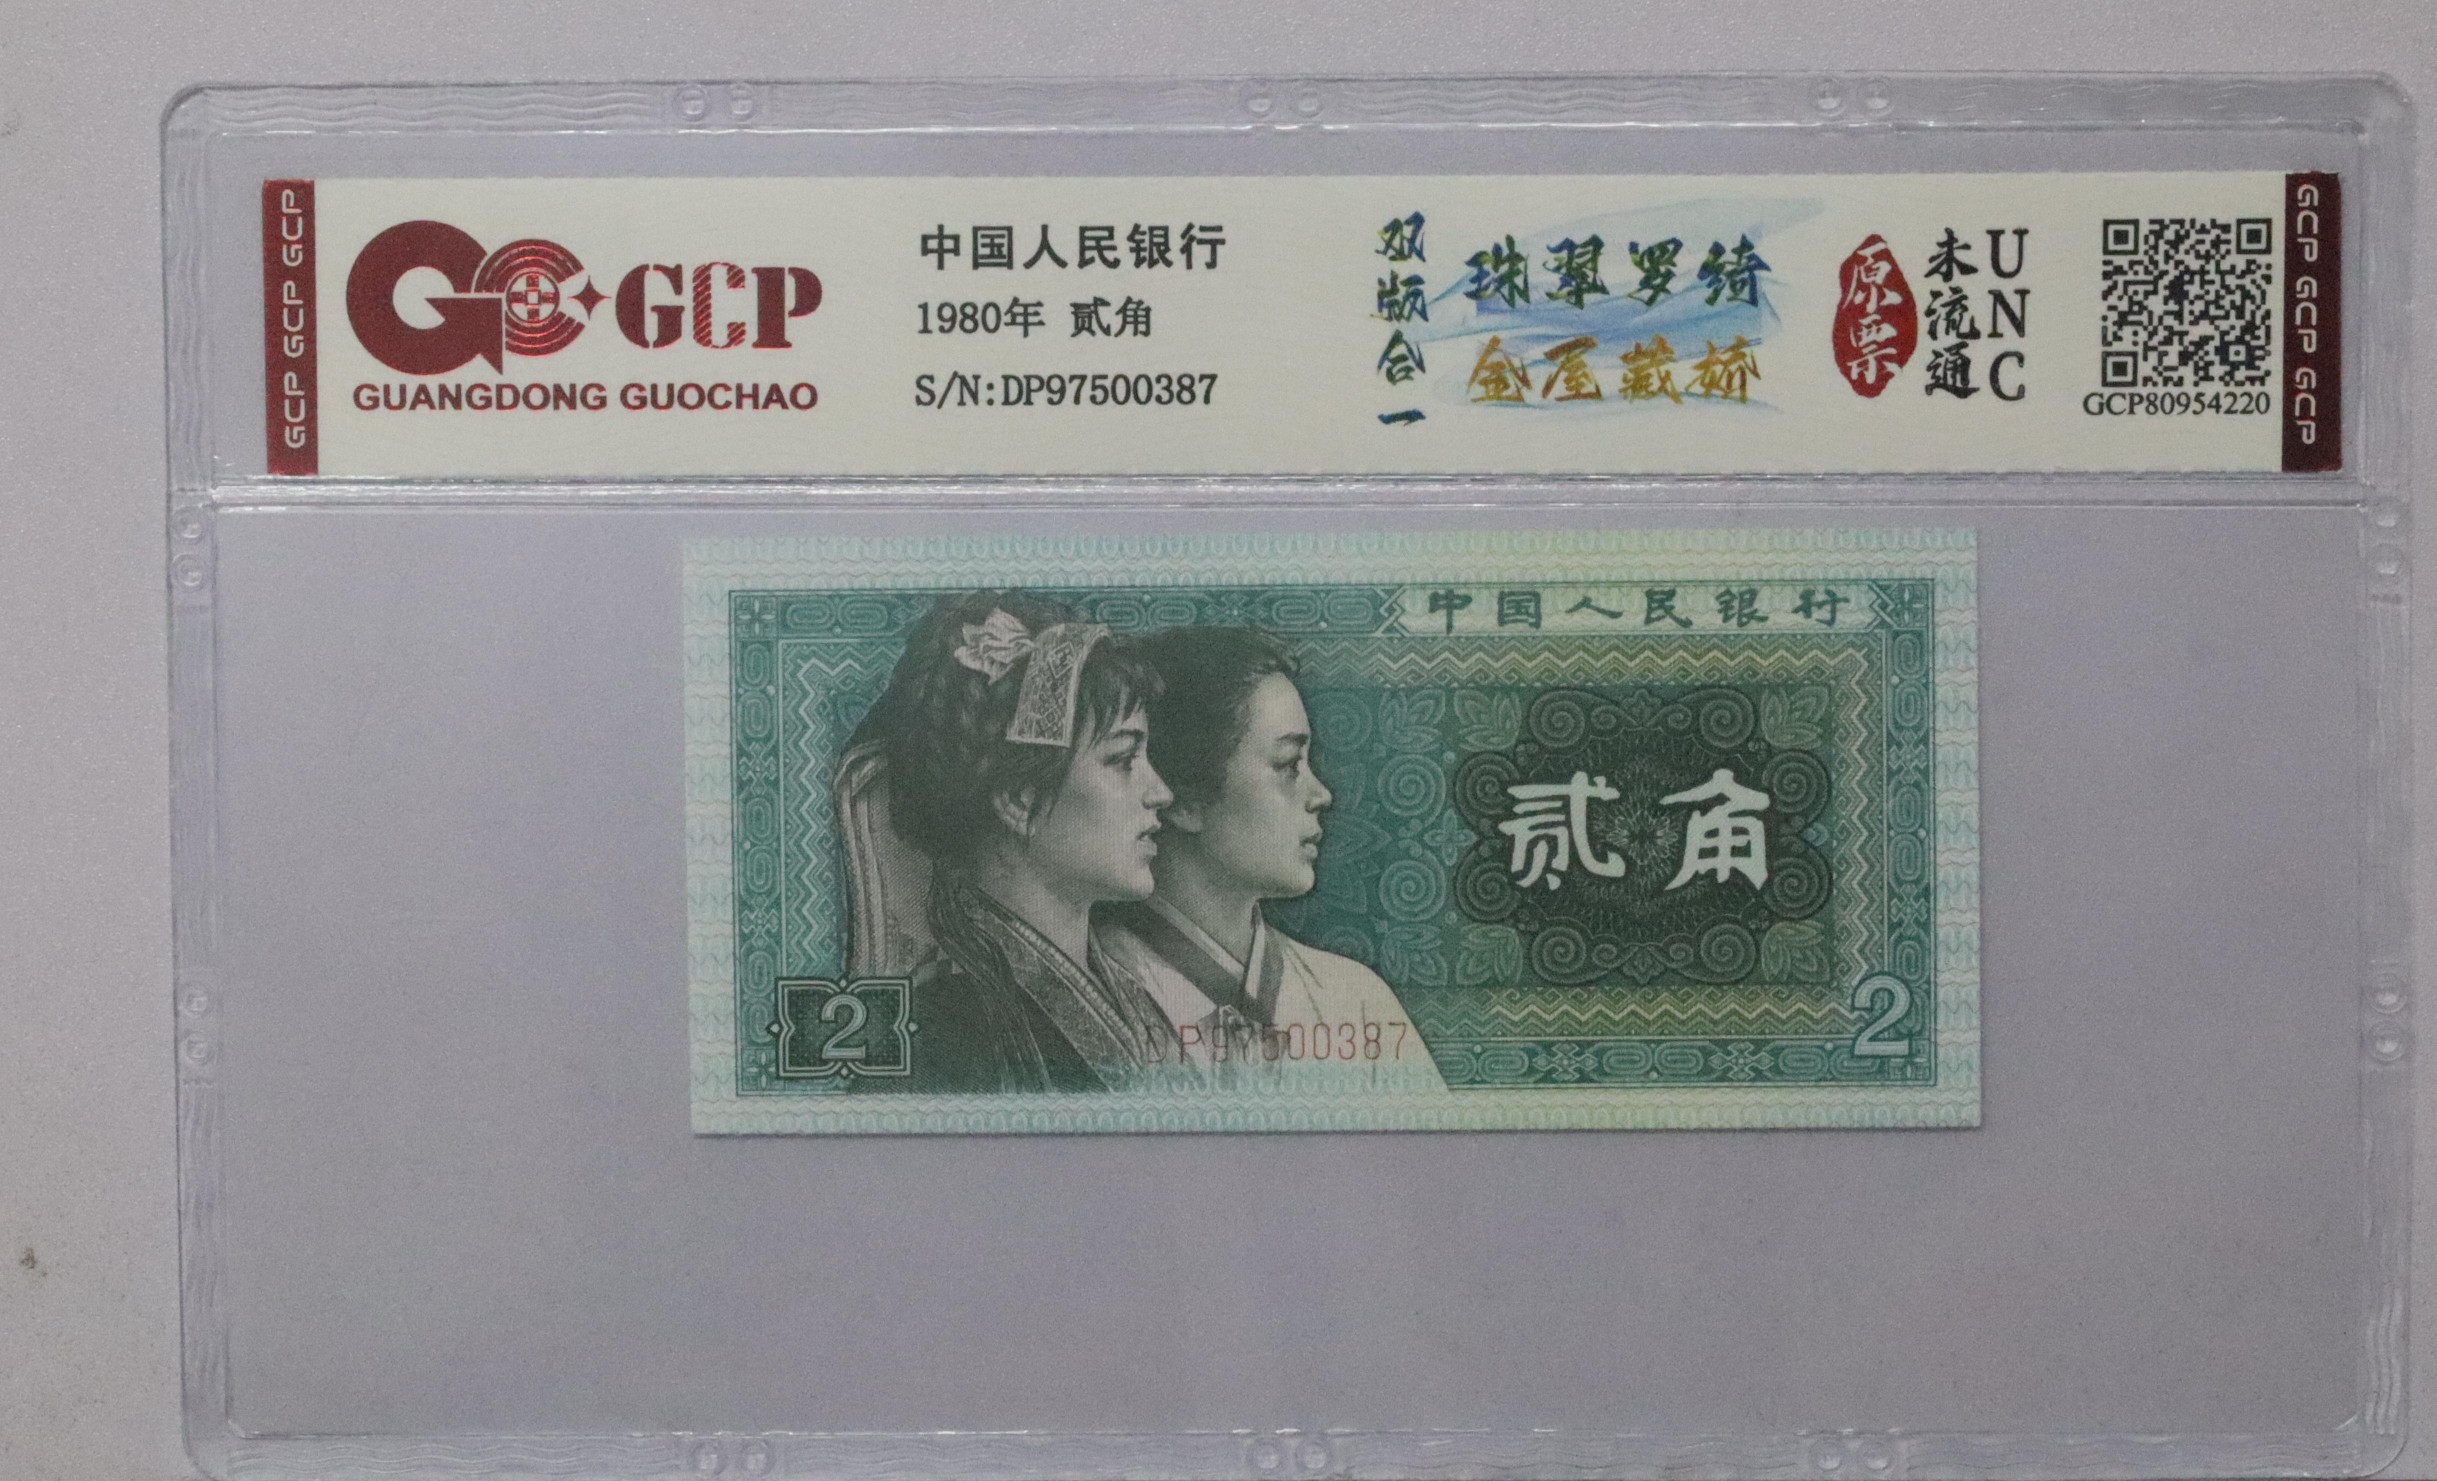 GCP GCP GCP
GCP
GUANGDONG GUOCHAO
中国人民银行
1980年 贰角
S/N:DP97500387
双版合一
珠翠罗绮
金屋藏娇
原票
未流通
UNC
GCP80954220
GCP GCP GCP
中国人民银行
贰角
2
DP97500387
2